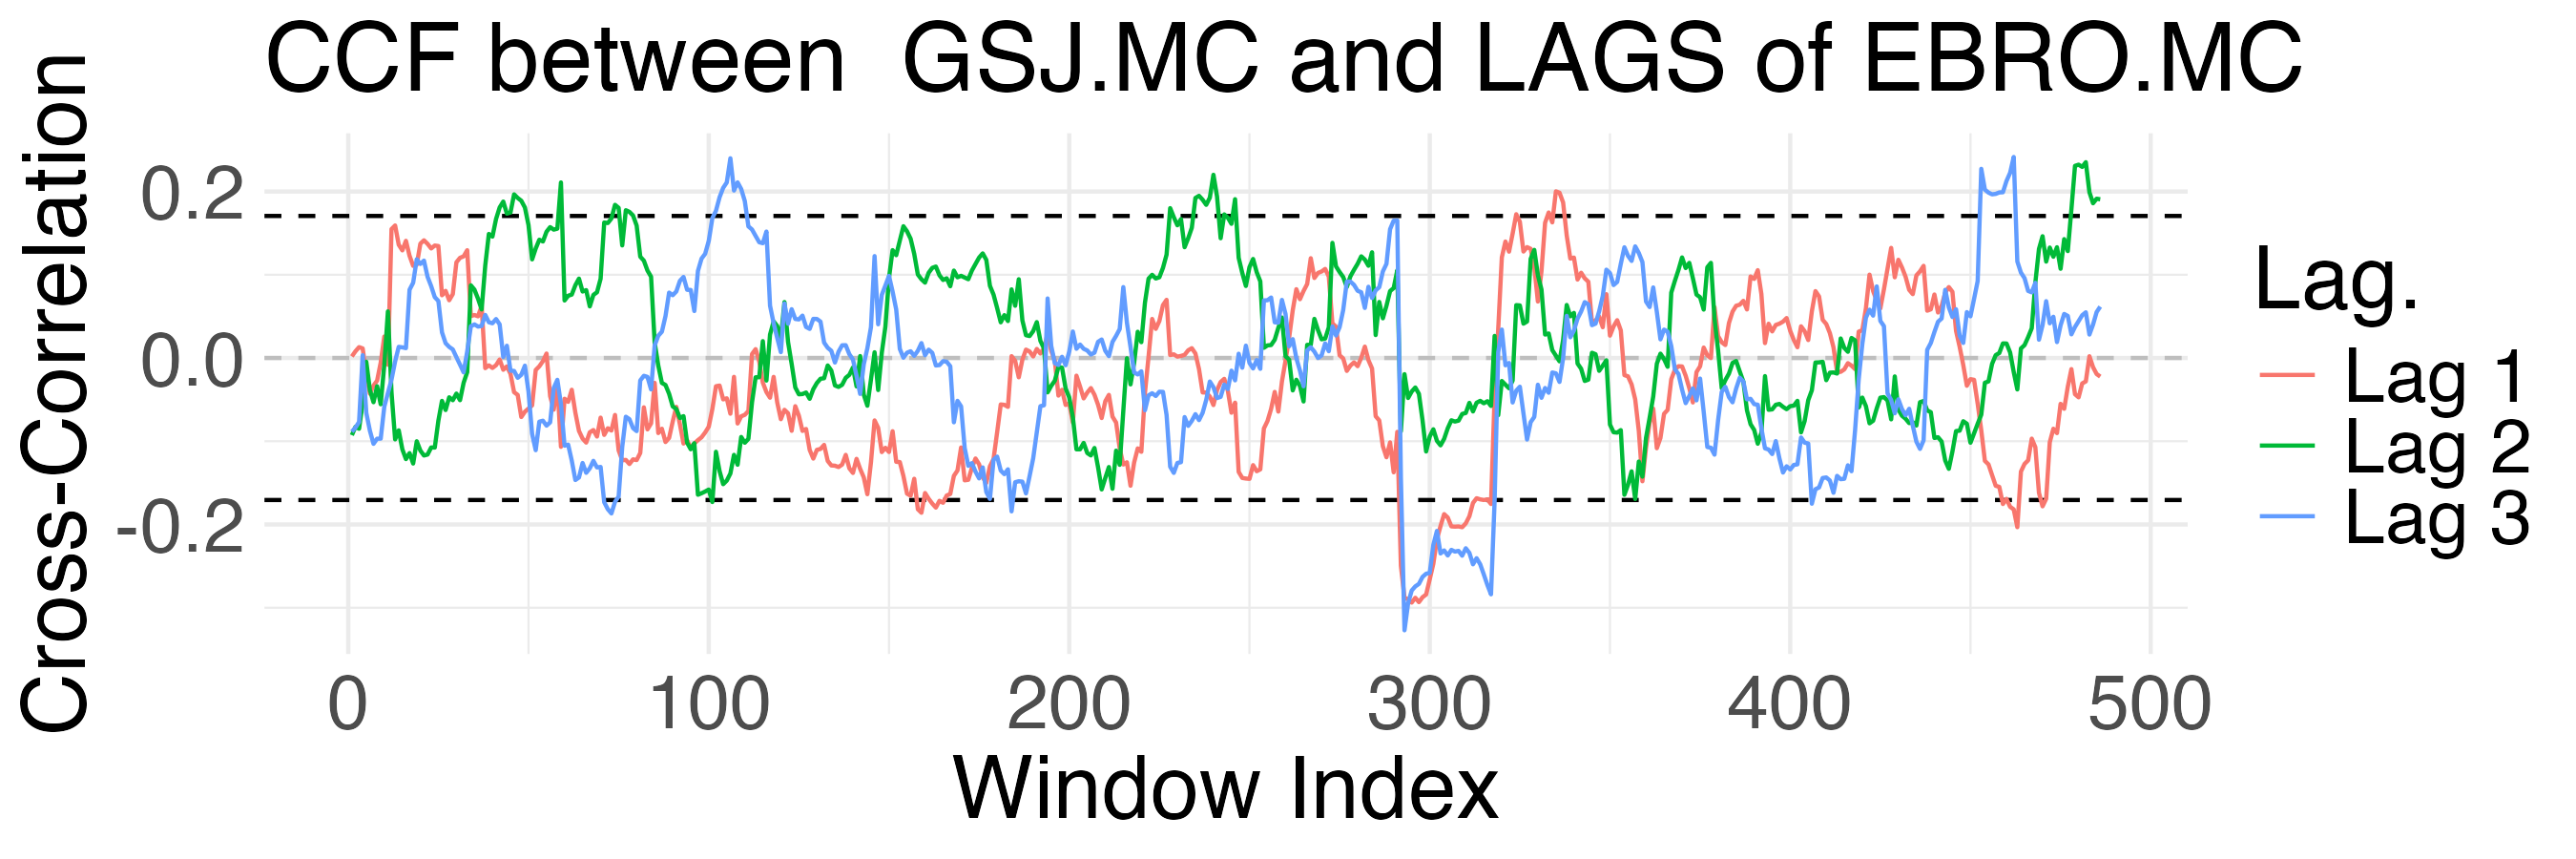 CCF between  GSJ.MC and LAGS of EBRO.MC
Cross-Correlation
0.2
0.0
-0.2
0 100 200 300 400 500
Window Index
Lag.
Lag 1
Lag 2
Lag 3